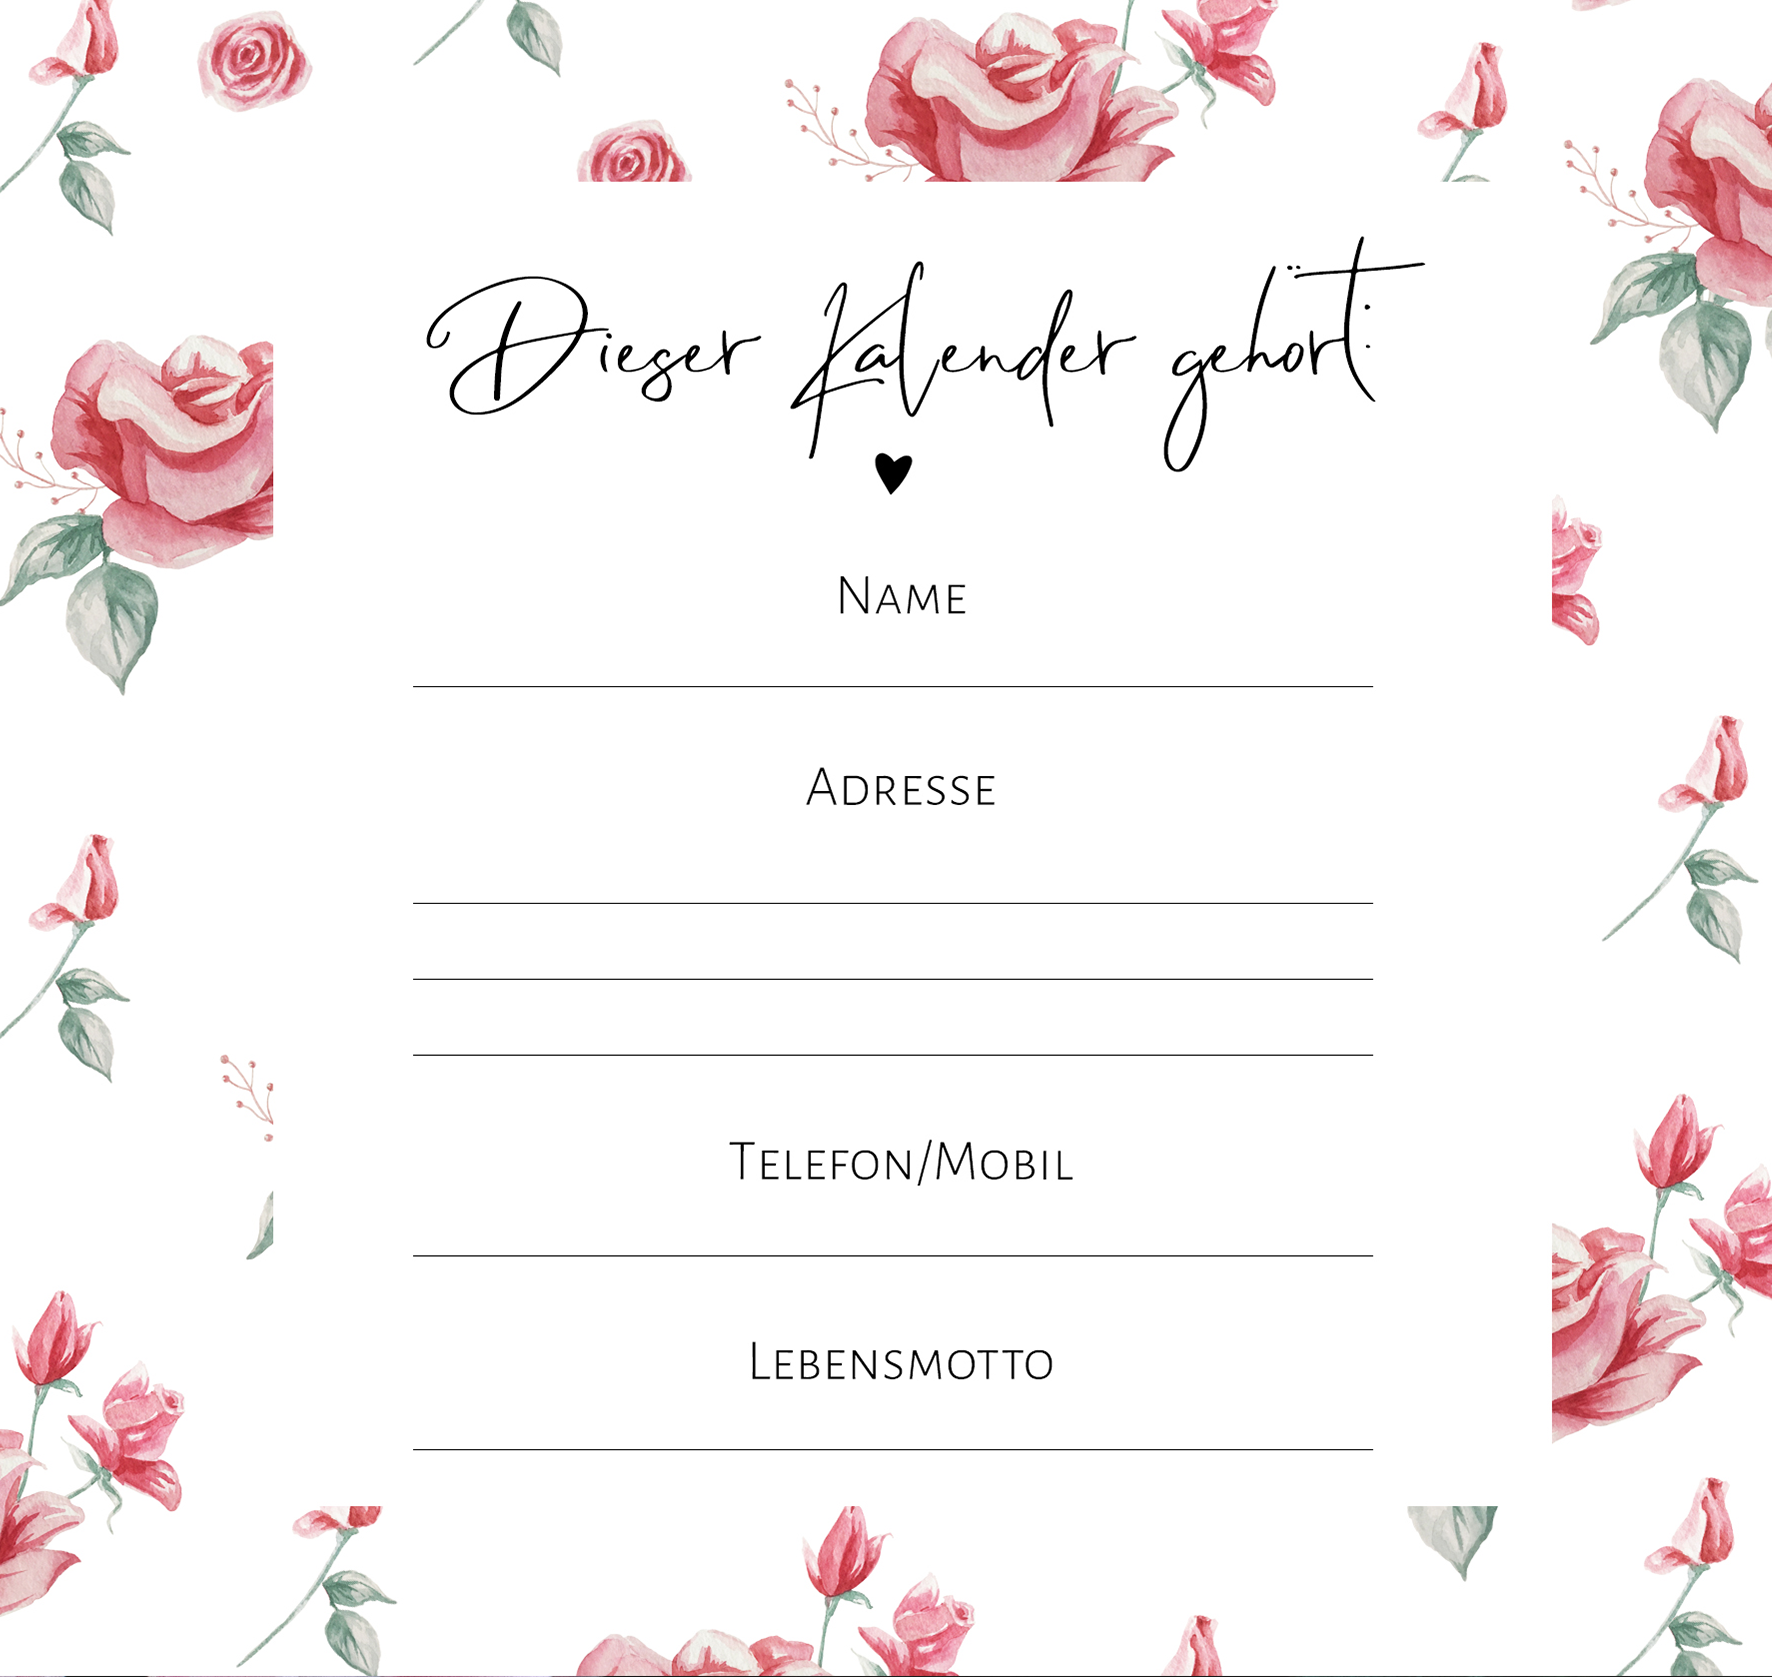 Dieser Kalender gehört:
Name
Adresse
Telefon/Mobil
Lebensmotto